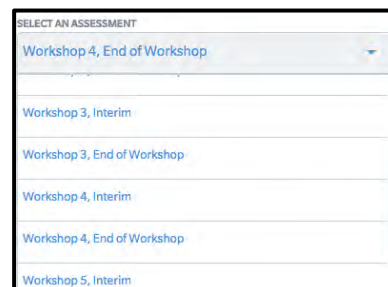 SELECT AN ASSESSMENT
Workshop 4, End of Workshop
Workshop 3, Interim
Workshop 3, End of Workshop
Workshop 4, Interim
Workshop 4, End of Workshop
Workshop 5, Interim